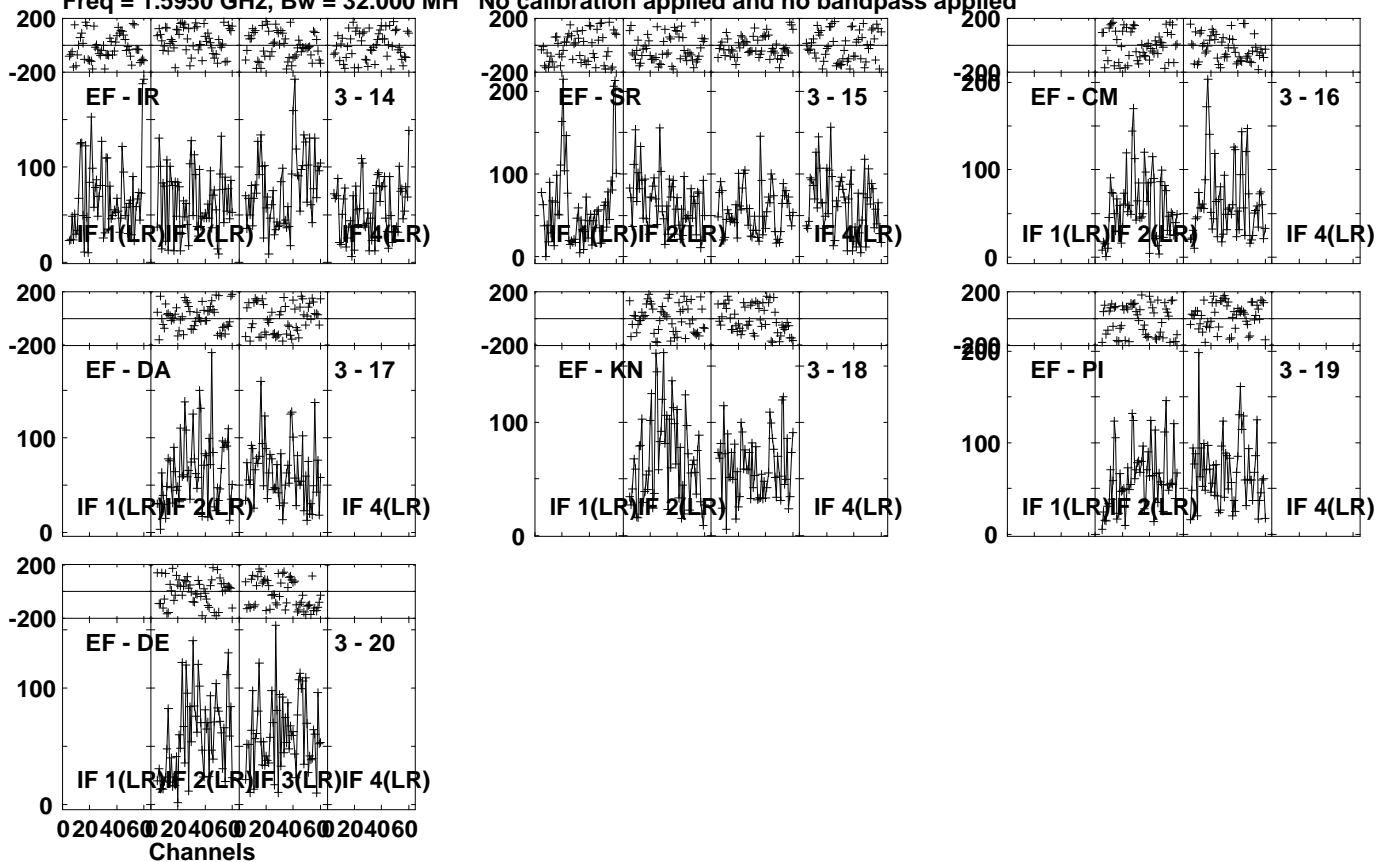 Freq = 1.5950 GHz, Bw = 32.000 MH No calibration applied and no bandpass applied
200
-200
EF - IR 3 - 14
100
IF 1(LR) IF 2(LR) IF 4(LR)
0
200
-200
200
EF - SR 3 - 15
100
IF 1(LR) IF 2(LR) IF 4(LR)
0
200
-200
200
EF - CM 3 - 16
100
IF 1(LR) IF 2(LR) IF 4(LR)
0
200
-200
EF - DA 3 - 17
100
IF 1(LR) IF 2(LR) IF 4(LR)
0
200
-200
EF - KN 3 - 18
100
IF 1(LR) IF 2(LR) IF 4(LR)
0
200
-200
200
EF - PI 3 - 19
100
IF 1(LR) IF 2(LR) IF 4(LR)
0
200
-200
EF - DE 3 - 20
100
IF 1(LR) IF 2(LR) IF 3(LR) IF 4(LR)
0
0 20 40 60 0 20 40 60 0 20 40 60 0 20 40 60
Channels